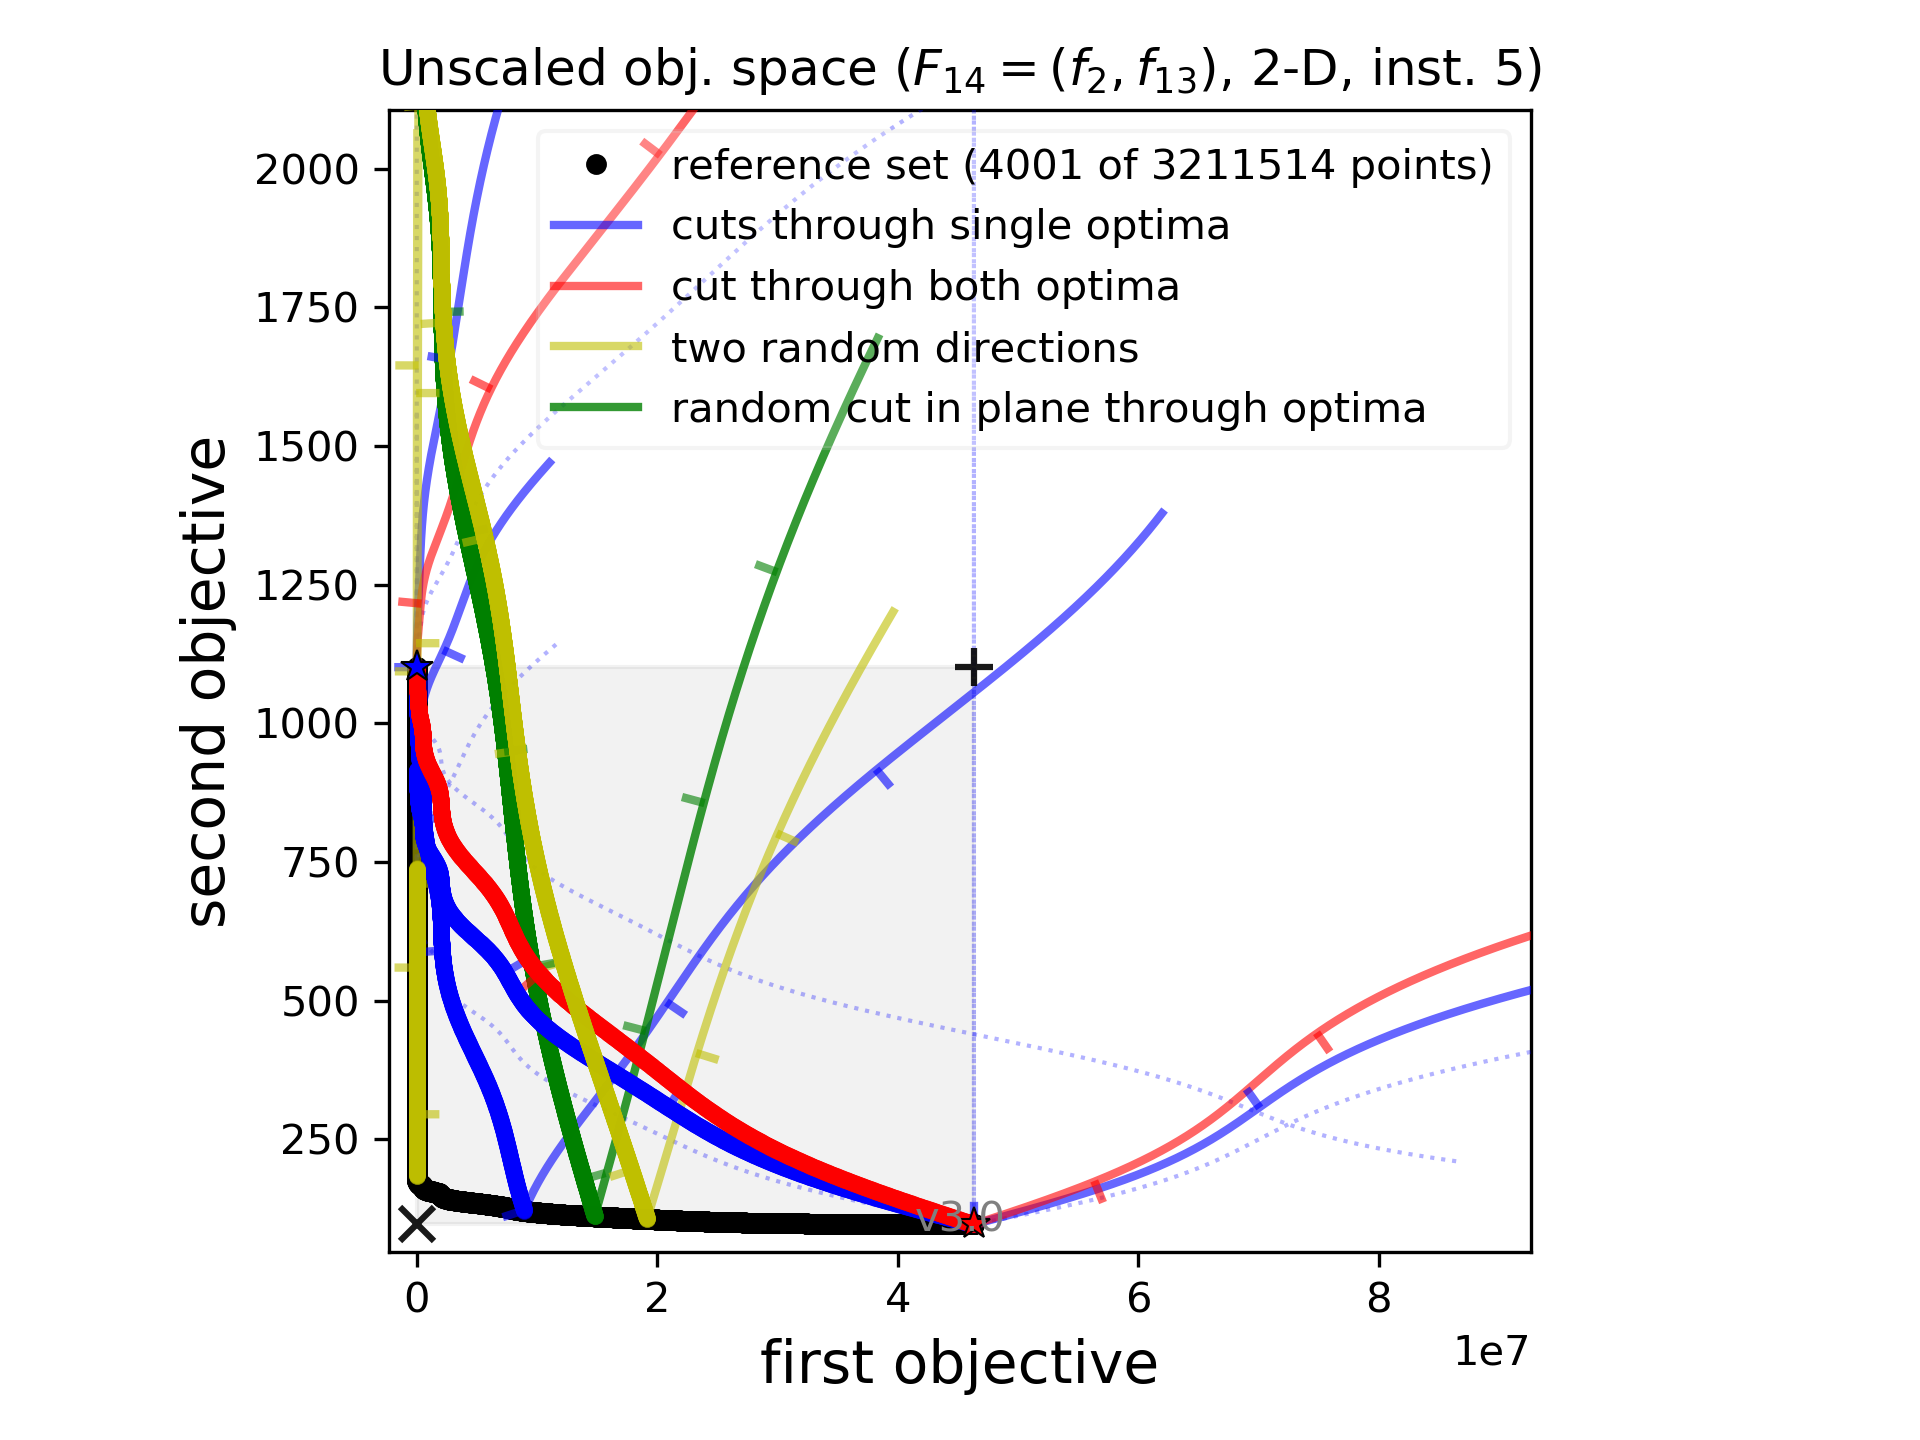 Unscaled obj. space (F14 = (f2, f13), 2-D, inst. 5)
reference set (4001 of 3211514 points)
cuts through single optima
cut through both optima
two random directions
random cut in plane through optima
second objective
2000
1750
1500
1250
1000
750
500
250
v3.0
0 2 4 6 8
1e7
first objective